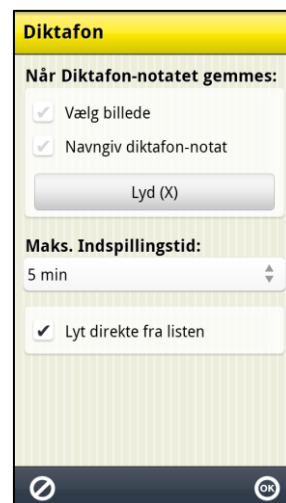 Diktafon
Når Diktafon-notatet gemmes:
Vælg billede
Navngiv diktafon-notat
Lyd (X)
Maks. Indspillingstid:
5 min
Lyt direkte fra listen
OK